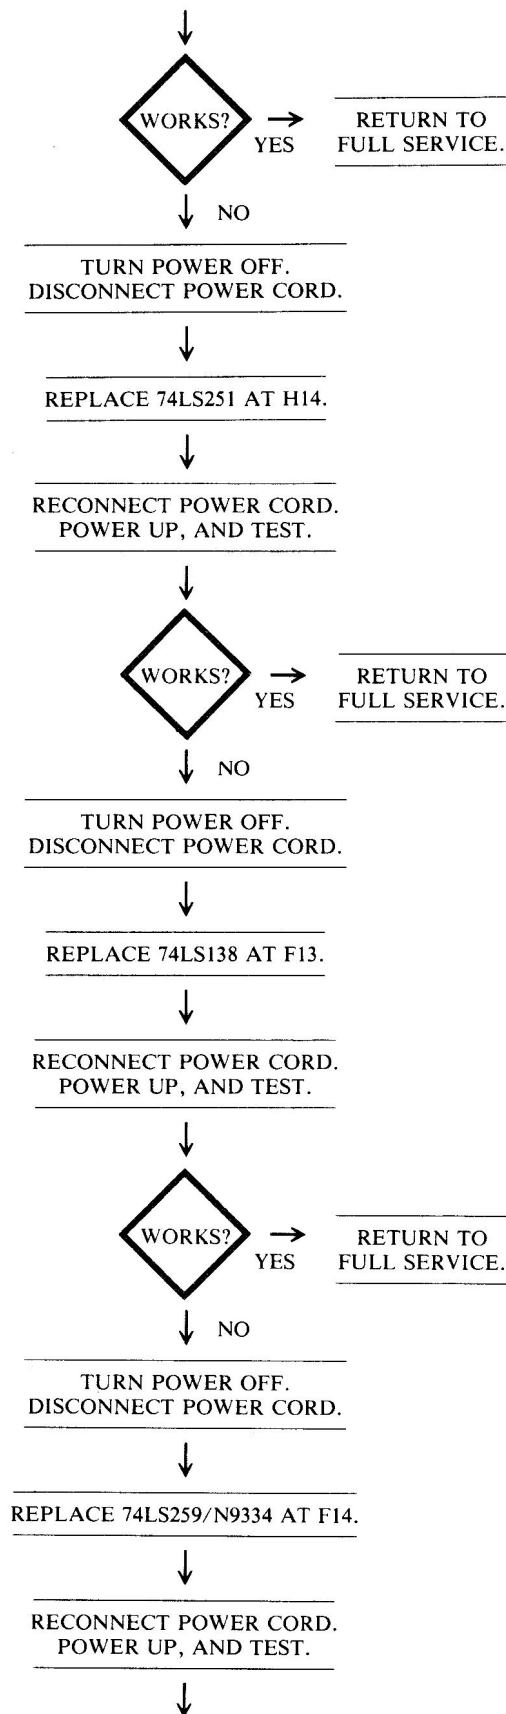 WORKS?
YES
RETURN TO
FULL SERVICE.
NO
TURN POWER OFF.
DISCONNECT POWER CORD.
REPLACE 74LS251 AT H14.
RECONNECT POWER CORD.
POWER UP, AND TEST.
WORKS?
YES
RETURN TO
FULL SERVICE.
NO
TURN POWER OFF.
DISCONNECT POWER CORD.
REPLACE 74LS138 AT F13.
RECONNECT POWER CORD.
POWER UP, AND TEST.
WORKS?
YES
RETURN TO
FULL SERVICE.
NO
TURN POWER OFF.
DISCONNECT POWER CORD.
REPLACE 74LS259/N9334 AT F14.
RECONNECT POWER CORD.
POWER UP, AND TEST.